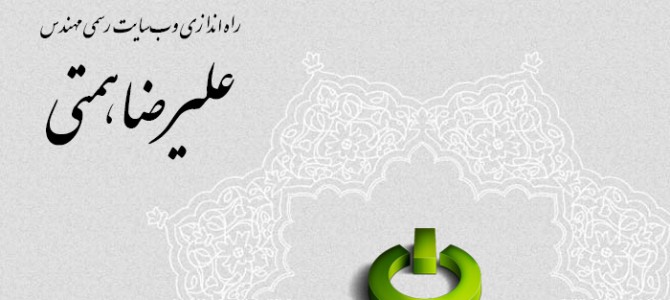 راه اندازی وب سایت رسمی مهندس
علیرضا همتی